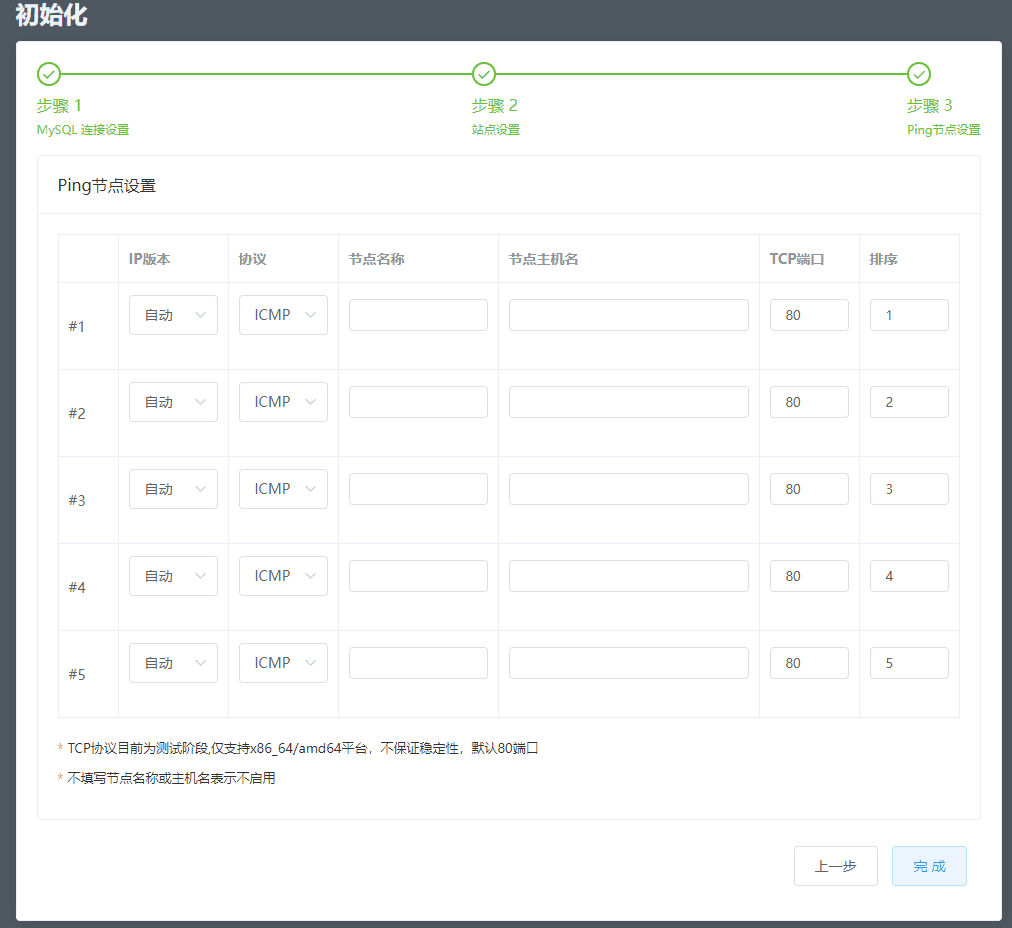 初始化
步骤 1
步骤 2
步骤 3
MySQL 连接设置
站点设置
Ping节点设置
Ping节点设置
IP版本 协议 节点名称 节点主机名 TCP端口 排序
#1 自动 ICMP 80 1
#2 自动 ICMP 80 2
#3 自动 ICMP 80 3
#4 自动 ICMP 80 4
#5 自动 ICMP 80 5
* TCP协议目前为测试阶段,仅支持x86_64/amd64平台，不保证稳定性，默认80端口
* 不填写节点名称或主机名表示不启用
上一步 完 成